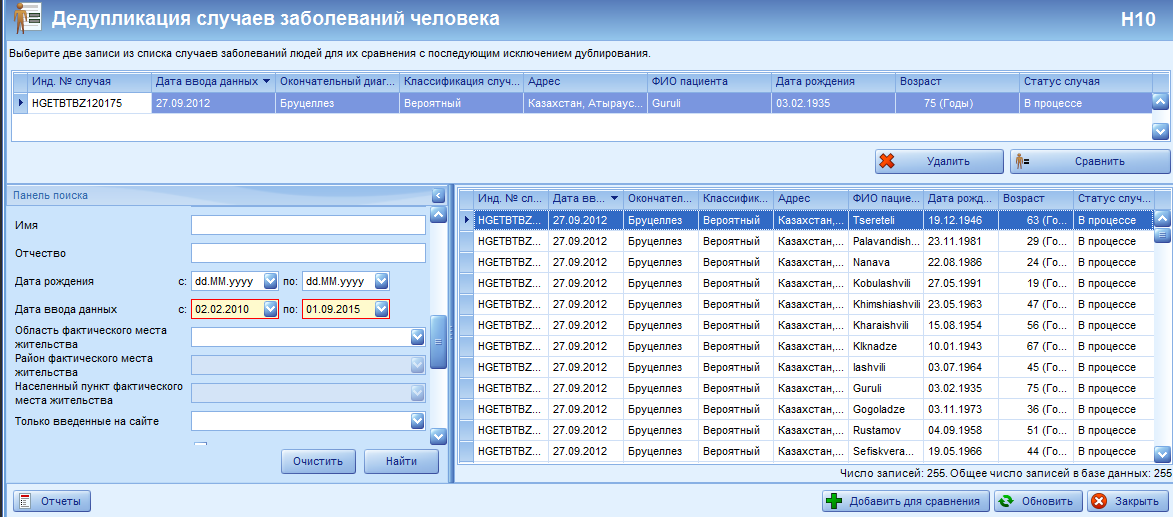 Дедупликация случаев заболеваний человека
H10
Выберите две записи из списка случаев заболеваний людей для их сравнения с последующим исключением дублирования.
Инд. № случая Дата ввода данных Окончательный диаг... Классификация случ... Адрес ФИО пациента Дата рождения Возраст Статус случая
HGETBTBZ120175 27.09.2012 Бруцеллез Вероятный Казахстан, Атыраус... Guruli 03.02.1935 75 (Годы) В процессе
Удалить Сравнить
Панель поиска
Имя
Отчество
Дата рождения с: dd.MM.yyyy по: dd.MM.yyyy
Дата ввода данных с: 02.02.2010 по: 01.09.2015
Область фактического места
жительства
Район фактического места
жительства
Населенный пункт фактического
места жительства
Только введенные на сайте
Очистить Найти
Инд. № сл... Дата вв... Окончател... Классифик... Адрес ФИО пацие... Дата рожд... Возраст Статус случ...
HGETBTBZ... 27.09.2012 Бруцеллез Вероятный Казахстан,... Tsereteli 19.12.1946 63 (Го... В процессе
HGETBTBZ... 27.09.2012 Бруцеллез Вероятный Казахстан,... Palavandish... 23.11.1981 29 (Го... В процессе
HGETBTBZ... 27.09.2012 Бруцеллез Вероятный Казахстан,... Nanava 22.08.1986 24 (Го... В процессе
HGETBTBZ... 27.09.2012 Бруцеллез Вероятный Казахстан,... Kobulashvili 27.05.1991 19 (Го... В процессе
HGETBTBZ... 27.09.2012 Бруцеллез Вероятный Казахстан,... Khimshiashvili 23.05.1963 47 (Го... В процессе
HGETBTBZ... 27.09.2012 Бруцеллез Вероятный Казахстан,... Kharaishvili 15.08.1954 56 (Го... В процессе
HGETBTBZ... 27.09.2012 Бруцеллез Вероятный Казахстан,... Klknadze 10.01.1943 67 (Го... В процессе
HGETBTBZ... 27.09.2012 Бруцеллез Вероятный Казахстан,... Iashvili 03.07.1964 45 (Го... В процессе
HGETBTBZ... 27.09.2012 Бруцеллез Вероятный Казахстан,... Guruli 03.02.1935 75 (Го... В процессе
HGETBTBZ... 27.09.2012 Бруцеллез Вероятный Казахстан,... Gogoladze 03.11.1973 36 (Го... В процессе
HGETBTBZ... 27.09.2012 Бруцеллез Вероятный Казахстан,... Rustamov 04.09.1958 51 (Го... В процессе
HGETBTBZ... 27.09.2012 Бруцеллез Вероятный Казахстан,... Sefiskvera... 19.05.1966 44 (Го... В процессе
Число записей: 255. Общее число записей в базе данных: 255
Отчеты Добавить для сравнения Обновить Закрыть